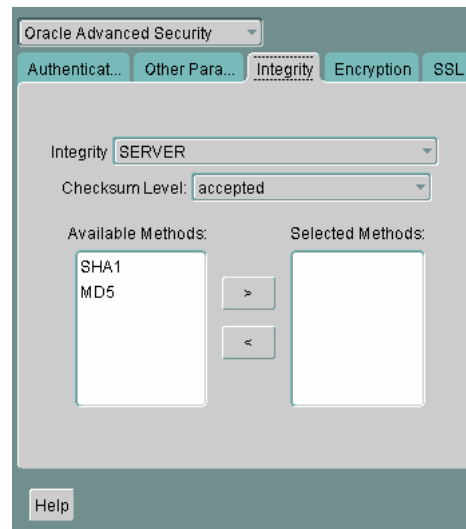 Oracle Advanced Security
Authenticat... Other Para... Integrity Encryption SSL
Integrity SERVER
Checksum Level: accepted
Available Methods: Selected Methods:
SHA1
MD5
>
<
Help